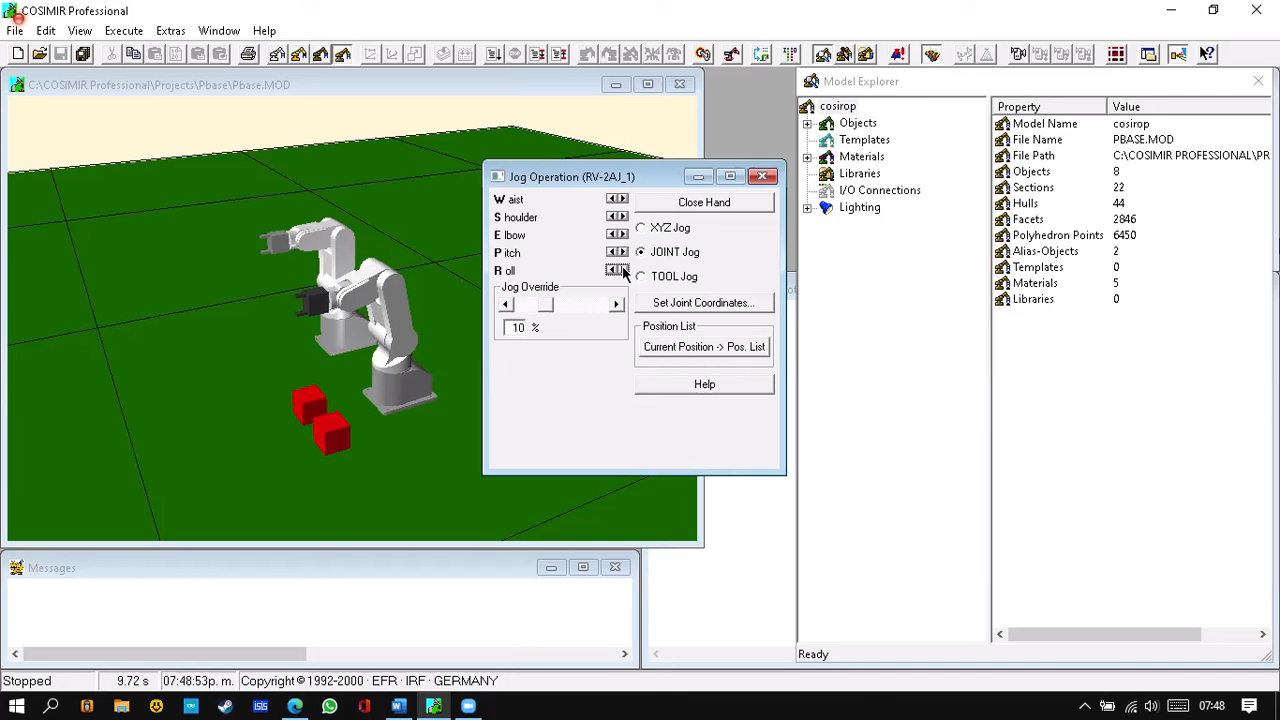 COSIMIR Professional
File Edit View Execute Extras Window Help
C:\COSIMIR Professional\Projects\Pbase\Pbase.MOD
Jog Operation (RV-2AJ_1)
W aist
S houlder
E lbow
P itch
R oll
Jog Override
10 %
Close Hand
XYZ Jog
JOINT Jog
TOOL Jog
Set Joint Coordinates...
Position List
Current Position -> Pos. List
Help
Messages
Model Explorer
cosirop
Objects
Templates
Materials
Libraries
I/O Connections
Lighting
Property Value
Model Name cosirop
File Name PBASE.MOD
File Path C:\COSIMIR PROFESSIONAL\PR
Objects 8
Sections 22
Hulls 44
Facets 2846
Polyhedron Points 6450
Alias-Objects 2
Templates 0
Materials 5
Libraries 0
Ready
Stopped 9.72 s 07:48:53p. m. Copyright © 1992-2000 · EFR · IRF · GERMANY
07:48